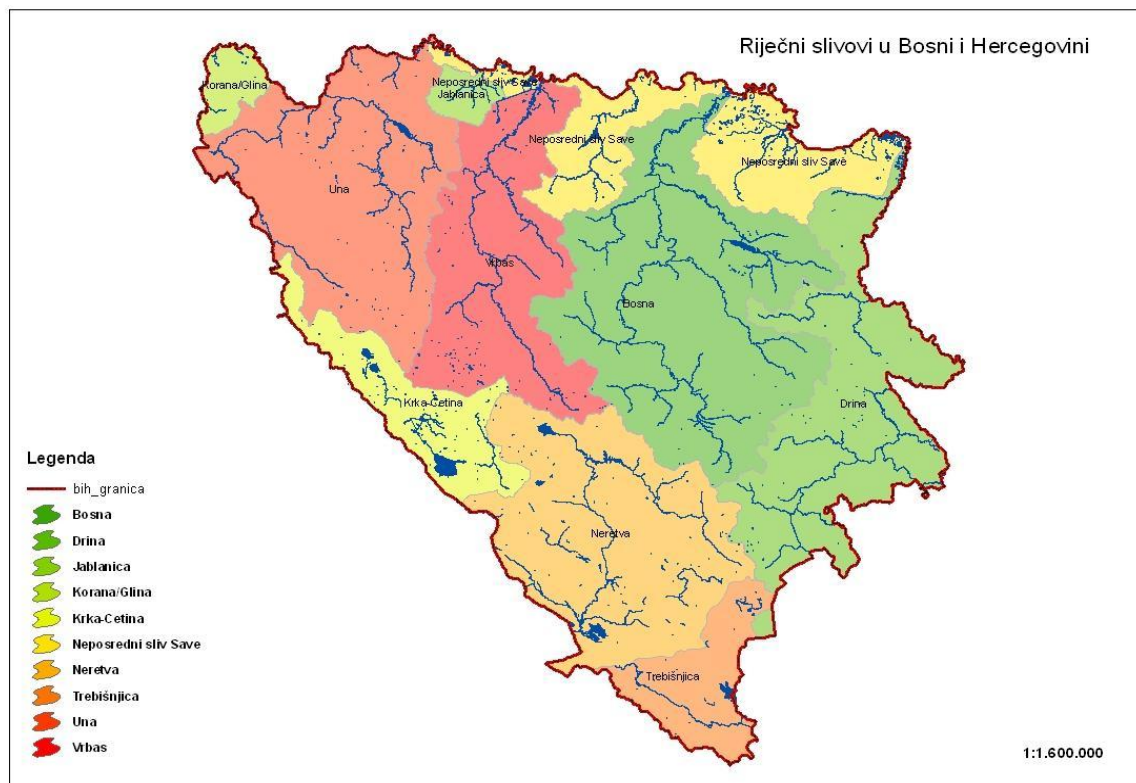 Riječni slivovi u Bosni i Hercegovini
Korana/Glina
Neposredni sliv Save
Jablanica
Neposredni sliv Save
Neposredni sliv Save
Una
Vrbas
Bosna
Krka-Cetina
Drina
Neretva
Trebišnjica
Legenda
bih_granica
Bosna
Drina
Jablanica
Korana/Glina
Krka-Cetina
Neposredni sliv Save
Neretva
Trebišnjica
Una
Vrbas
1:1.600.000